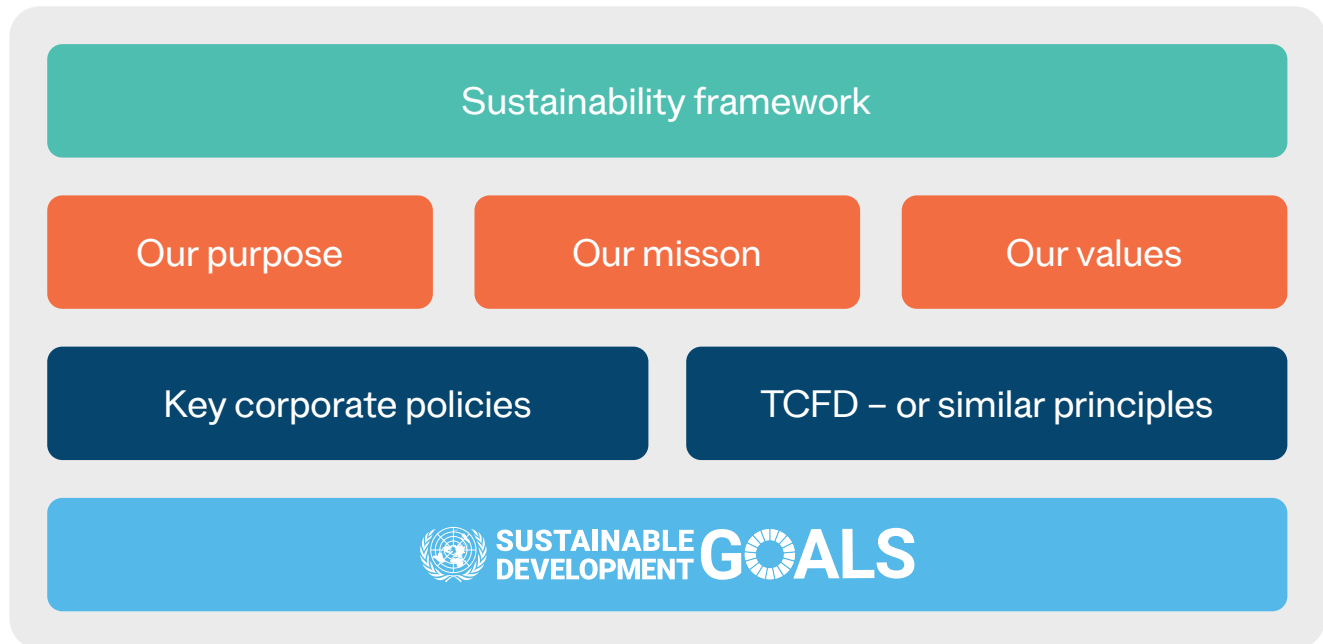 Sustainability framework
Our purpose
Our misson
Our values
Key corporate policies
TCFD – or similar principles
SUSTAINABLE
DEVELOPMENT
GOALS